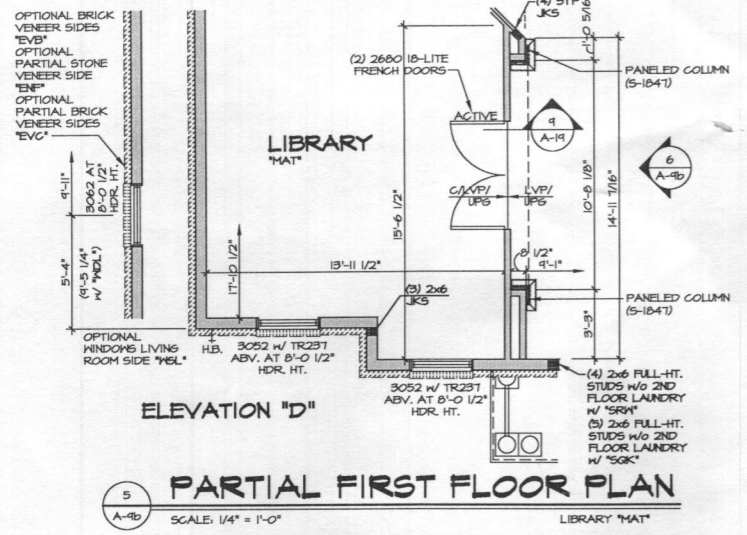 OPTIONAL BRICK
VENEER SIDES
"EVB"
OPTIONAL
PARTIAL STONE
VENEER SIDE
"ENF"
OPTIONAL
PARTIAL BRICK
VENEER SIDES
"EVC"
9'-11"
3062 AT
8'-0 1/2"
HDR. HT.
5'-4"
(9'-5 1/4"
W/ "WDL")
OPTIONAL
WINDOWS LIVING
ROOM SIDE "WSL"
LIBRARY
"MAT"
(2) 2680 18-LITE
FRENCH DOORS
ACTIVE
JKS
1'-0 5/16"
PANELED COLUMN
(S-1847)
9
A-19
6
A-9b
15'-6 1/2"
C/LVP/
UPG
LVP/
UPG
10'-8 1/8"
14'-11 7/16"
17'-10 1/2"
13'-11 1/2"
8 1/2"
9'-1"
(3) 2x6
JKS
PANELED COLUMN
(S-1847)
3'-3"
H.B.
3052 W/ TR237
ABV. AT 8'-0 1/2"
HDR. HT.
3052 W/ TR237
ABV. AT 8'-0 1/2"
HDR. HT.
(4) 2x6 FULL-HT.
STUDS w/o 2ND
FLOOR LAUNDRY
W/ "SRW"
(5) 2x6 FULL-HT.
STUDS w/o 2ND
FLOOR LAUNDRY
W/ "SQK"
ELEVATION "D"
5
A-9b
PARTIAL FIRST FLOOR PLAN
SCALE: 1/4" = 1'-0"
LIBRARY "MAT"